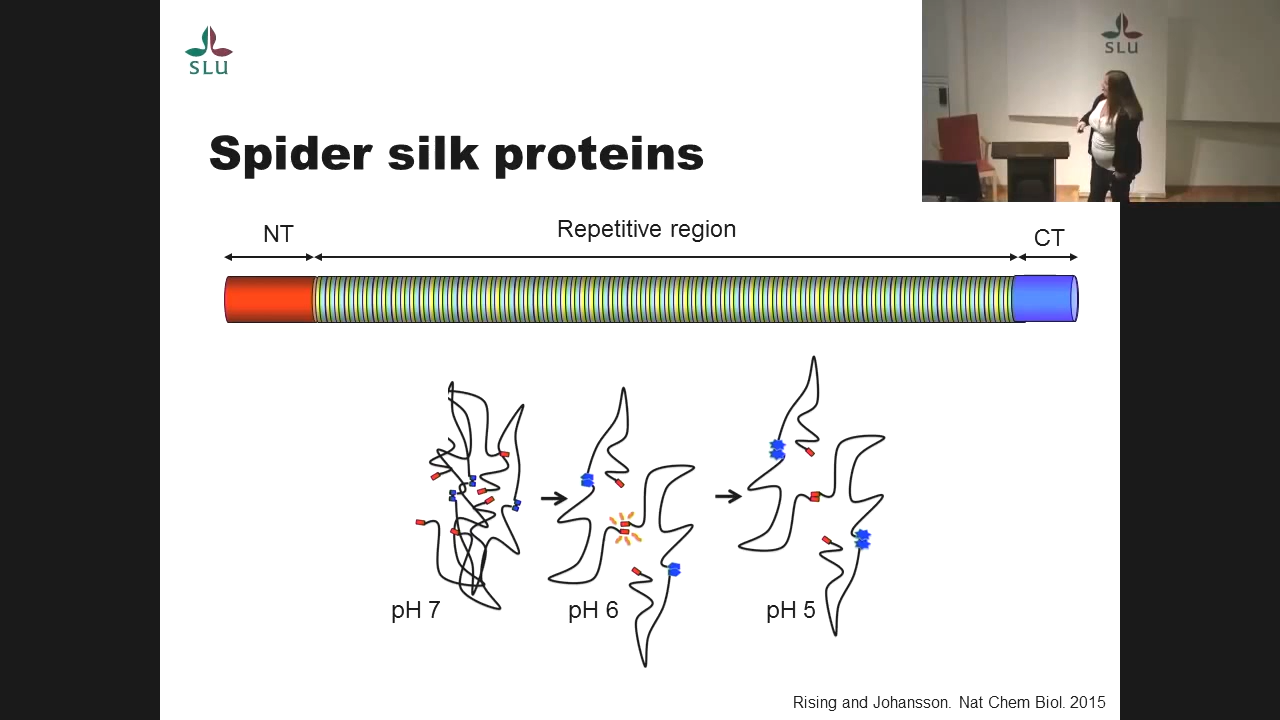 SLU
SLU
Spider silk proteins
NT
Repetitive region
CT
pH 7
pH 6
pH 5
Rising and Johansson. Nat Chem Biol. 2015